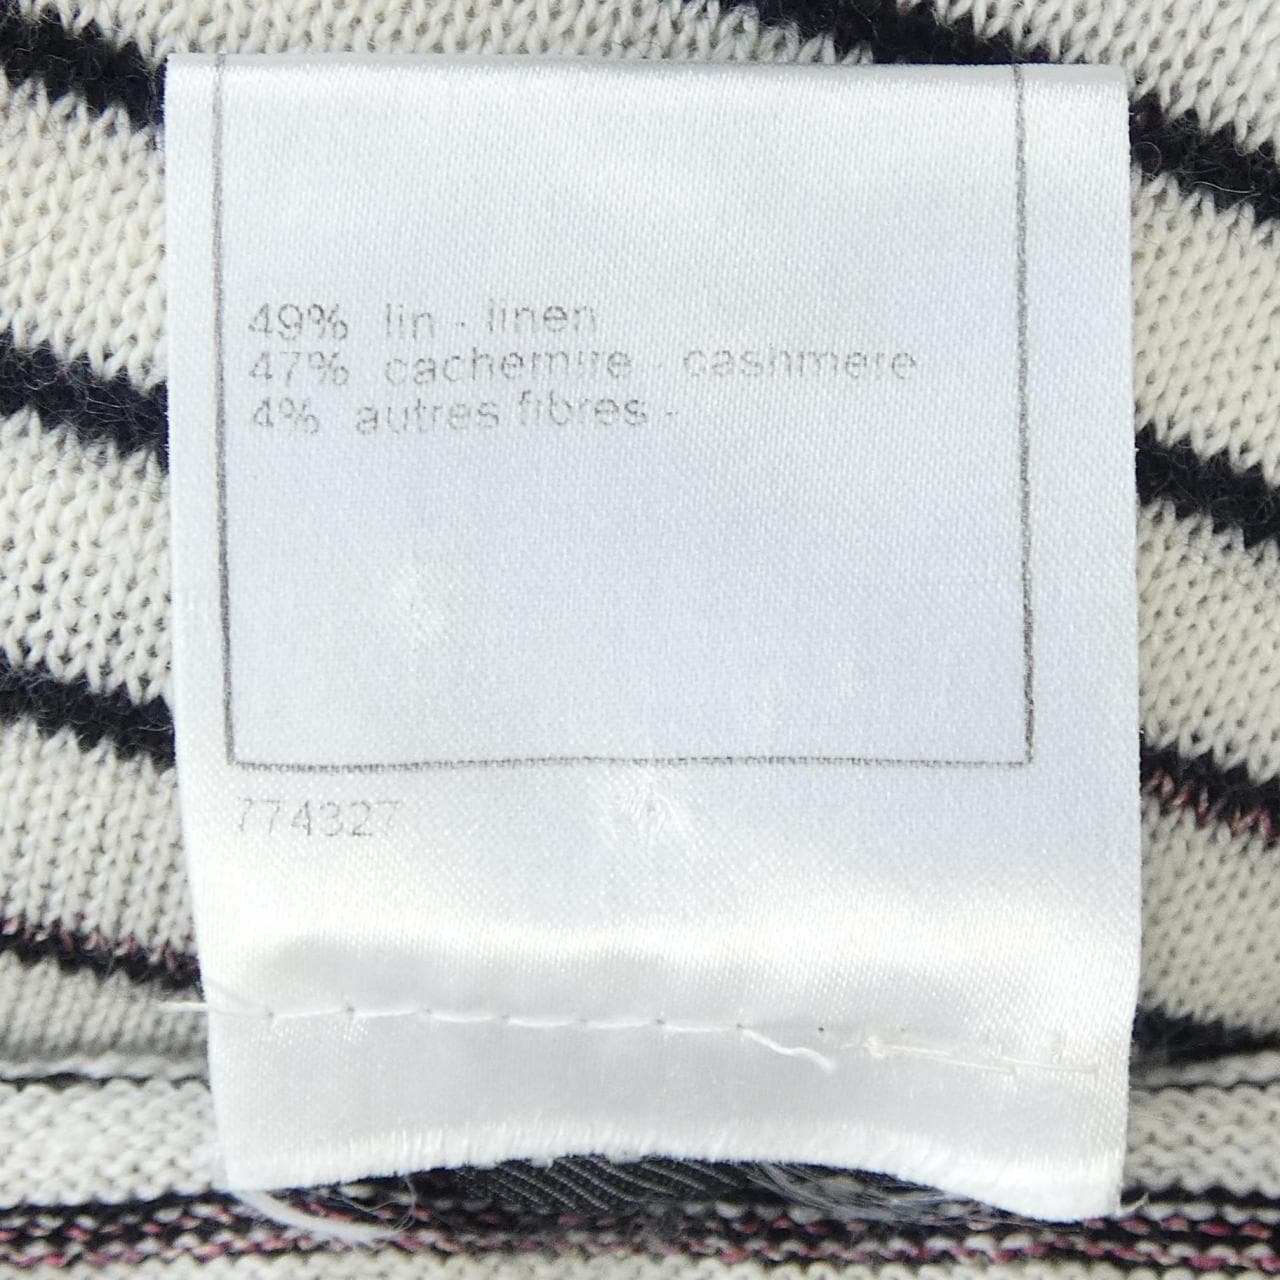 49% lin - linen
47% cachemire - cashmere
4% autres fibres -
774327